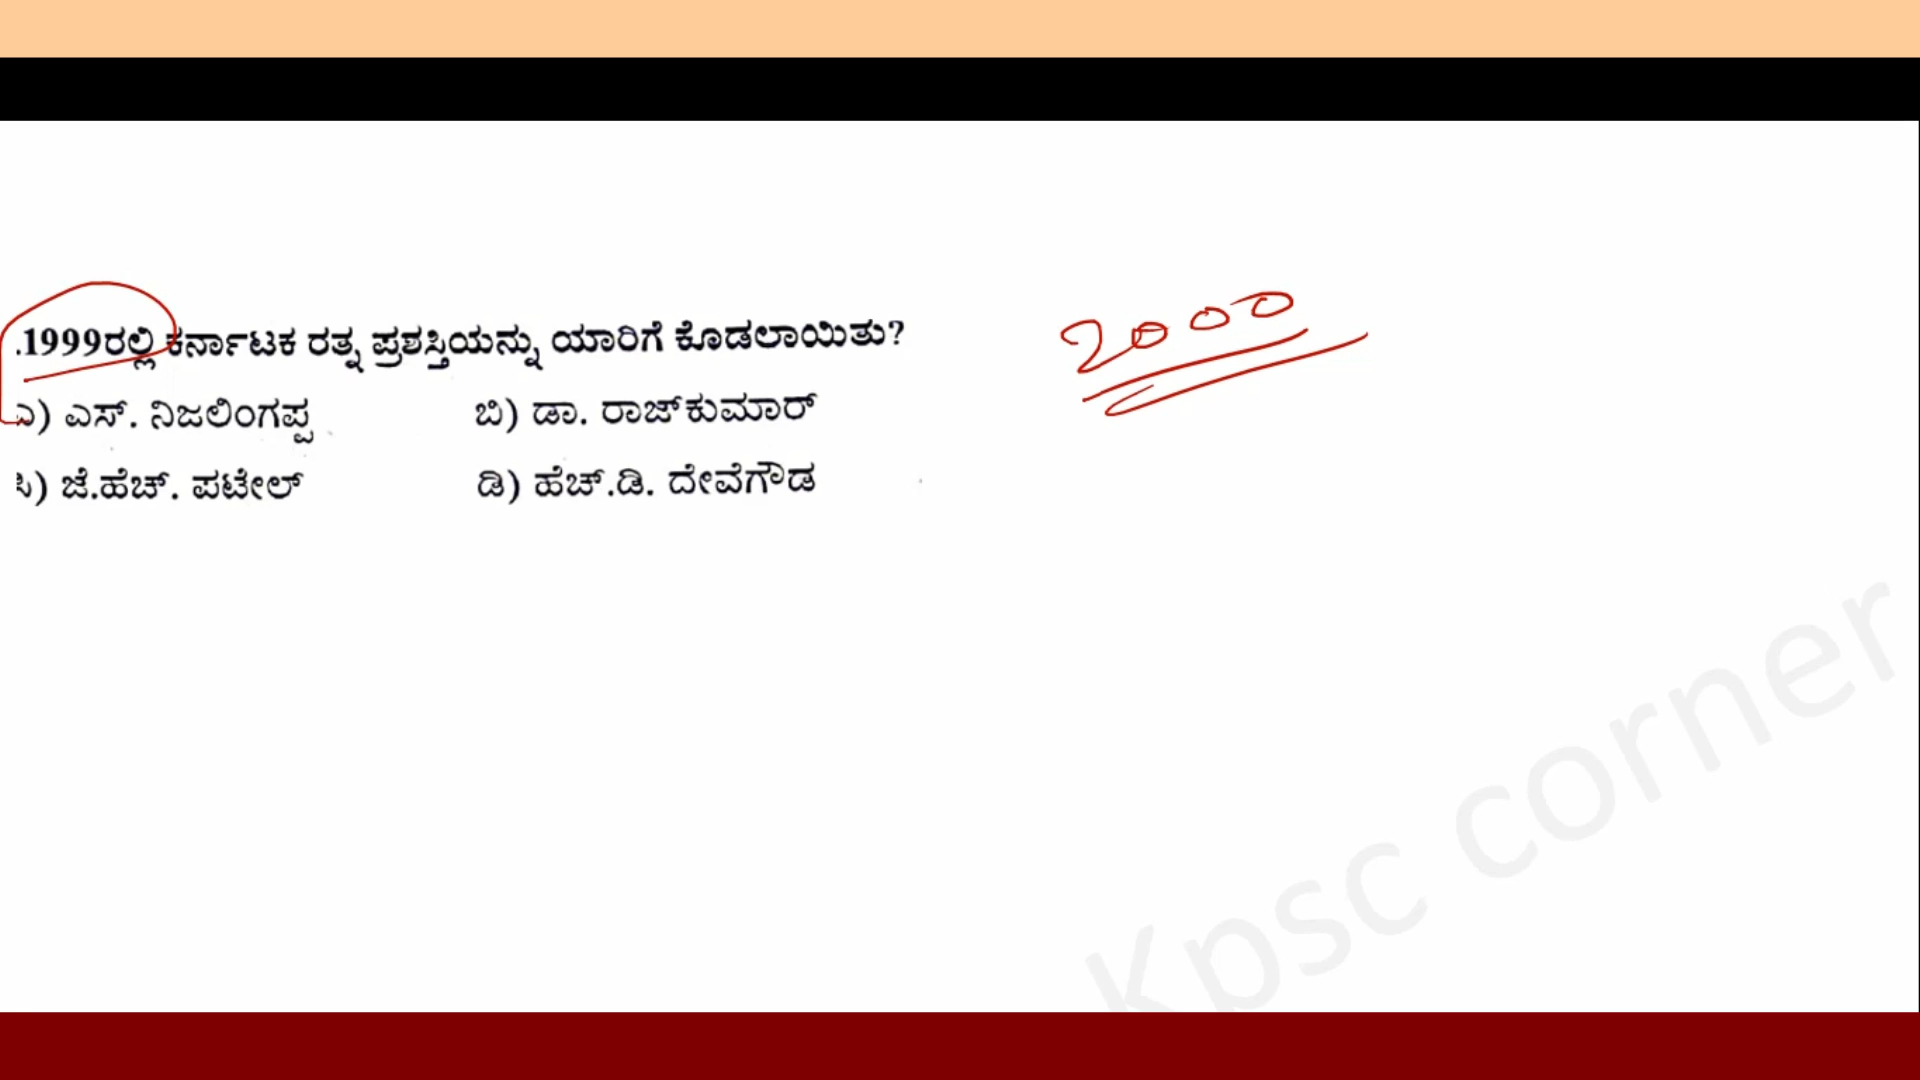 .1999ರಲ್ಲಿ ಕರ್ನಾಟಕ ರತ್ನ ಪ್ರಶಸ್ತಿಯನ್ನು ಯಾರಿಗೆ ಕೊಡಲಾಯಿತು?
2000
ಎ) ಎಸ್. ನಿಜಲಿಂಗಪ್ಪ ಬಿ) ಡಾ. ರಾಜ್‌ಕುಮಾರ್
ಸಿ) ಜೆ.ಹೆಚ್. ಪಟೇಲ್ ಡಿ) ಹೆಚ್.ಡಿ. ದೇವೆಗೌಡ
Kpsc corner